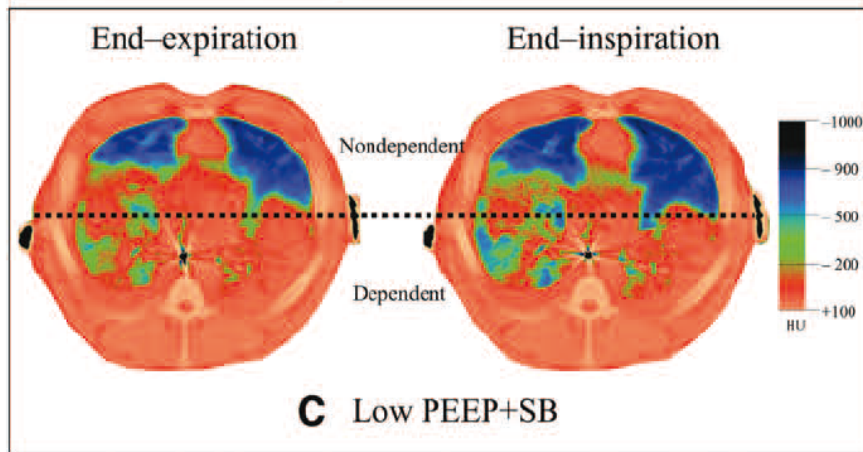 End–expiration
End–inspiration
Nondependent
Dependent
-1000
-900
-500
-200
+100
HU
C Low PEEP+SB